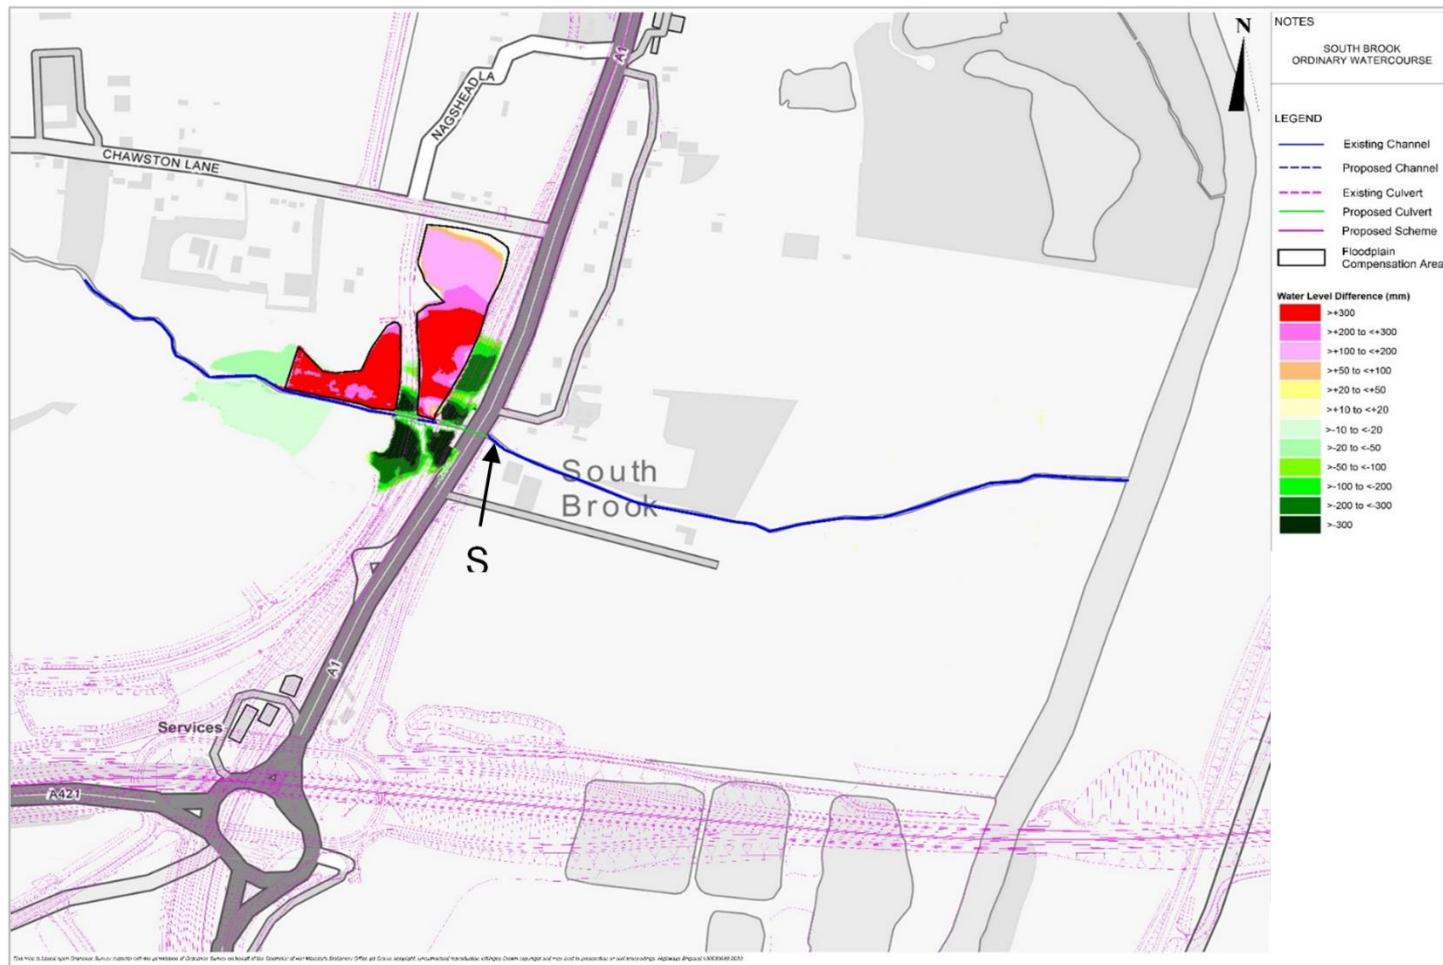 N
NOTES
SOUTH BROOK
ORDINARY WATERCOURSE
LEGEND
Existing Channel
Proposed Channel
Existing Culvert
Proposed Culvert
Proposed Scheme
Floodplain
Compensation Area
Water Level Difference (mm)
>+300
>+200 to <+300
>+100 to <+200
>+50 to <+100
>+20 to <+50
>+10 to <+20
>-10 to <-20
>-20 to <-50
>-50 to <-100
>-100 to <-200
>-200 to <-300
>-300
A1
NAGSHEAD LA
CHAWSTON LANE
South
Brook
S
A1
Services
A421